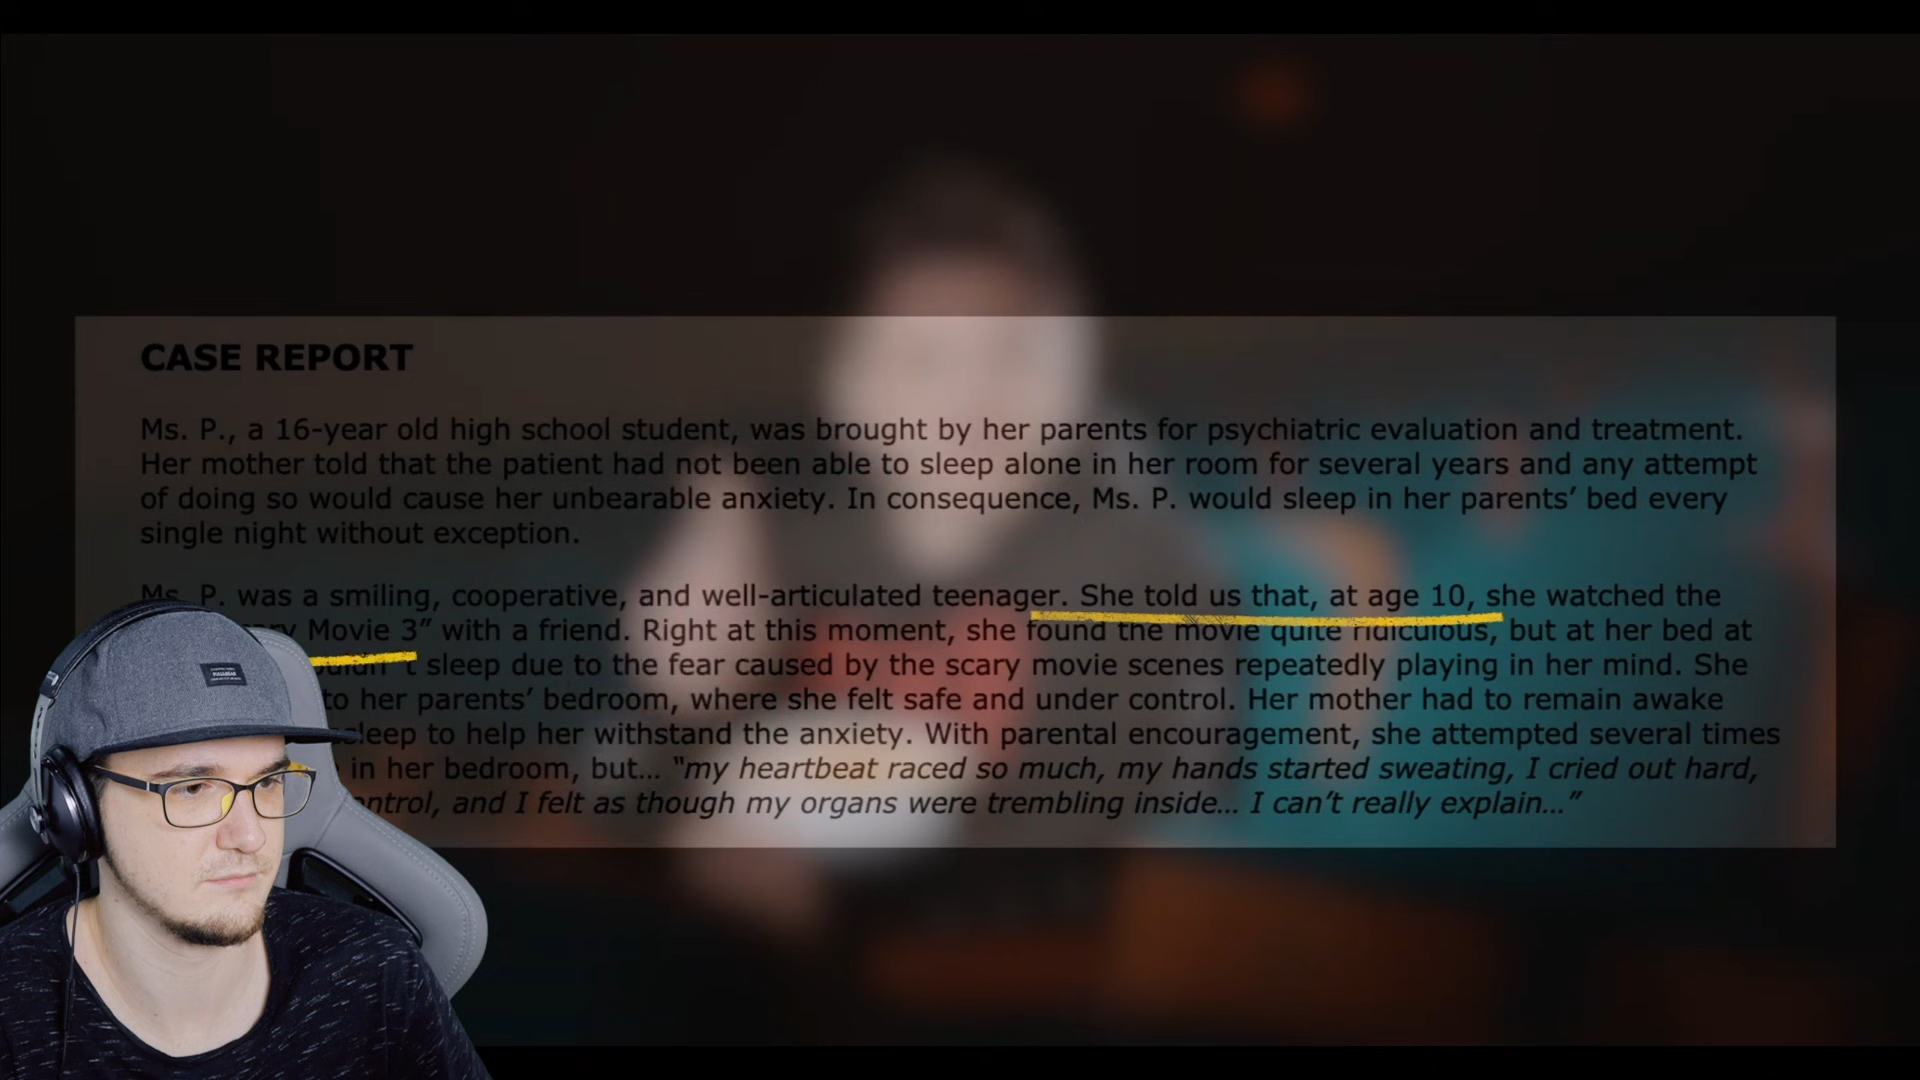 CASE REPORT
Ms. P., a 16-year old high school student, was brought by her parents for psychiatric evaluation and treatment.
Her mother told that the patient had not been able to sleep alone in her room for several years and any attempt
of doing so would cause her unbearable anxiety. In consequence, Ms. P. would sleep in her parents’ bed every
single night without exception.
Ms. P. was a smiling, cooperative, and well-articulated teenager. She told us that, at age 10, she watched the
Movie 3” with a friend. Right at this moment, she found the movie quite ridiculous, but at her bed at
sleep due to the fear caused by the scary movie scenes repeatedly playing in her mind. She
to her parents’ bedroom, where she felt safe and under control. Her mother had to remain awake
sleep to help her withstand the anxiety. With parental encouragement, she attempted several times
in her bedroom, but… “my heartbeat raced so much, my hands started sweating, I cried out hard,
and I felt as though my organs were trembling inside… I can’t really explain…”